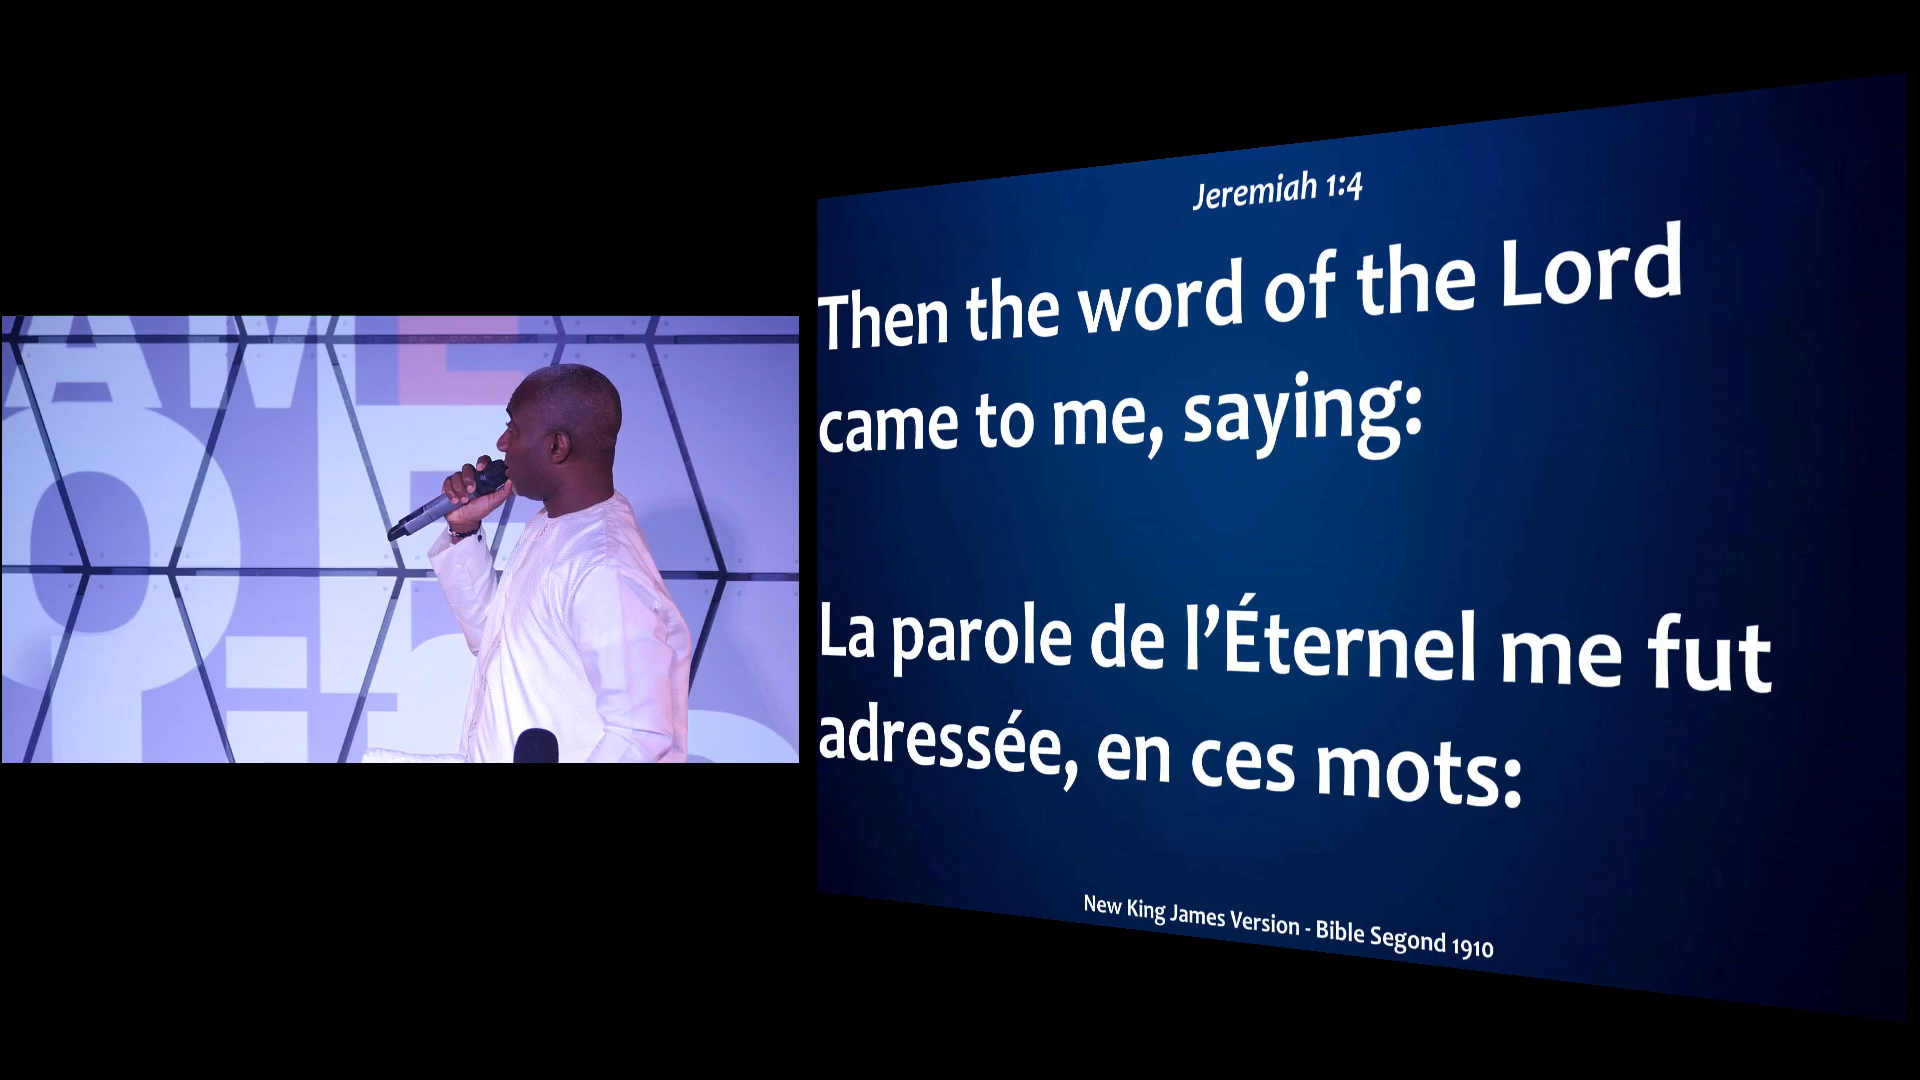 AME
Jeremiah 1:4
Then the word of the Lord
came to me, saying:
La parole de l’Éternel me fut
adressée, en ces mots:
New King James Version - Bible Segond 1910